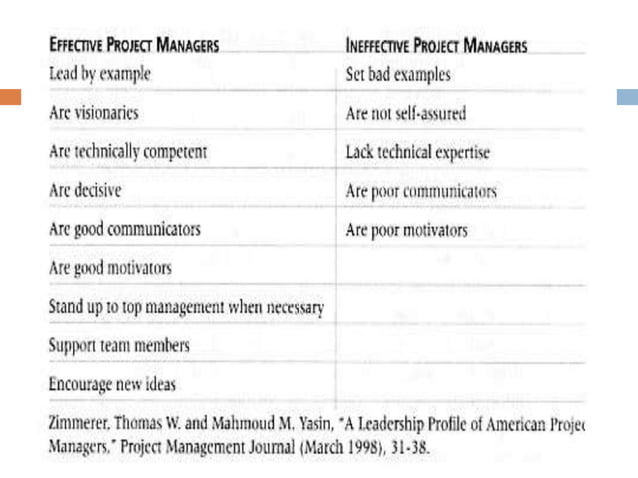 EFFECTIVE PROJECT MANAGERS INEFFECTIVE PROJECT MANAGERS
Lead by example Set bad examples
Are visionaries Are not self-assured
Are technically competent Lack technical expertise
Are decisive Are poor communicators
Are good communicators Are poor motivators
Are good motivators
Stand up to top management when necessary
Support team members
Encourage new ideas
Zimmerer, Thomas W. and Mahmoud M. Yasin, "A Leadership Profile of American Projec
Managers," Project Management Journal (March 1998), 31-38.